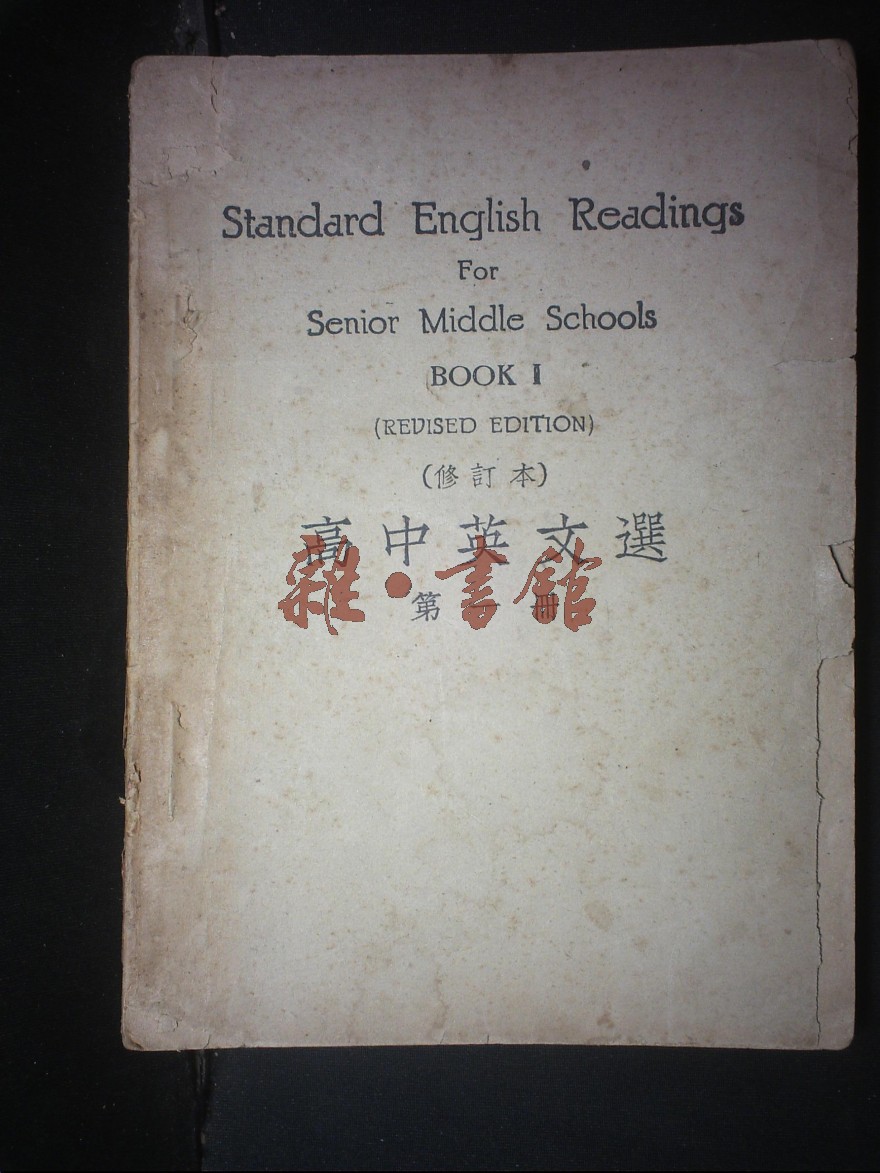 Standard English Readings
For
Senior Middle Schools
BOOK I
(REVISED EDITION)
(修訂本)
高中英文選
雜·書館
第一冊